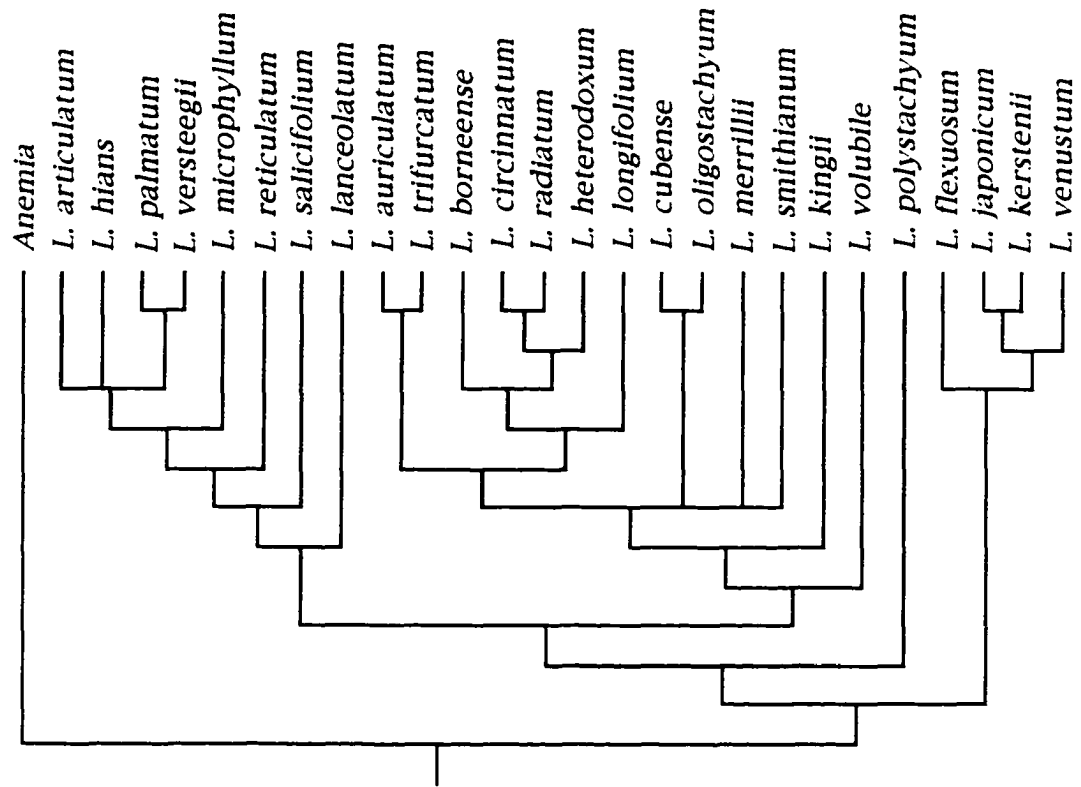 Anemia
L. articulatum
L. hians
L. palmatum
L. versteegii
L. microphyllum
L. reticulatum
L. salicifolium
L. lanceolatum
L. auriculatum
L. trifurcatum
L. borneense
L. circinnatum
L. radiatum
L. heterodoxum
L. longifolium
L. cubense
L. oligostachyum
L. merrillii
L. smithianum
L. kingii
L. volubile
L. polystachyum
L. flexuosum
L. japonicum
L. kerstenii
L. venustum